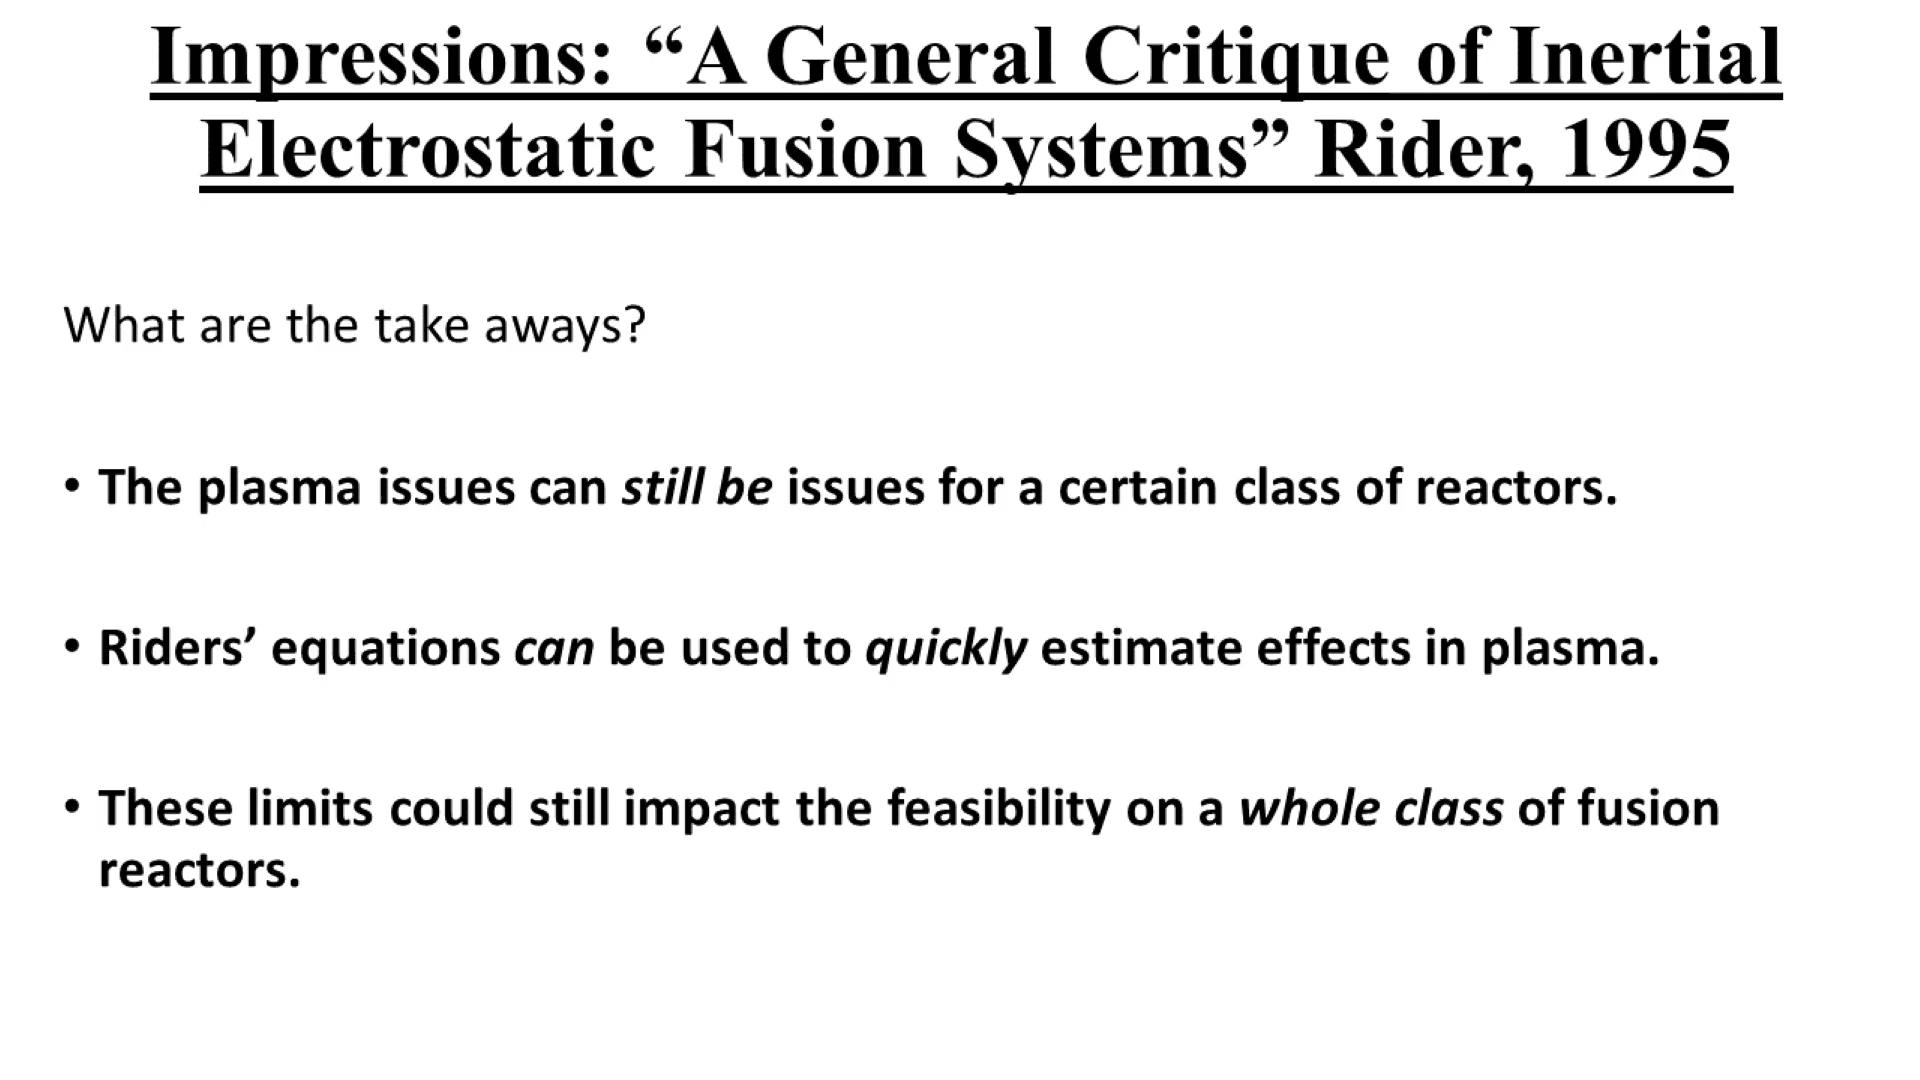 Impressions: “A General Critique of Inertial
Electrostatic Fusion Systems” Rider, 1995
What are the take aways?
• The plasma issues can still be issues for a certain class of reactors.
• Riders’ equations can be used to quickly estimate effects in plasma.
• These limits could still impact the feasibility on a whole class of fusion
reactors.